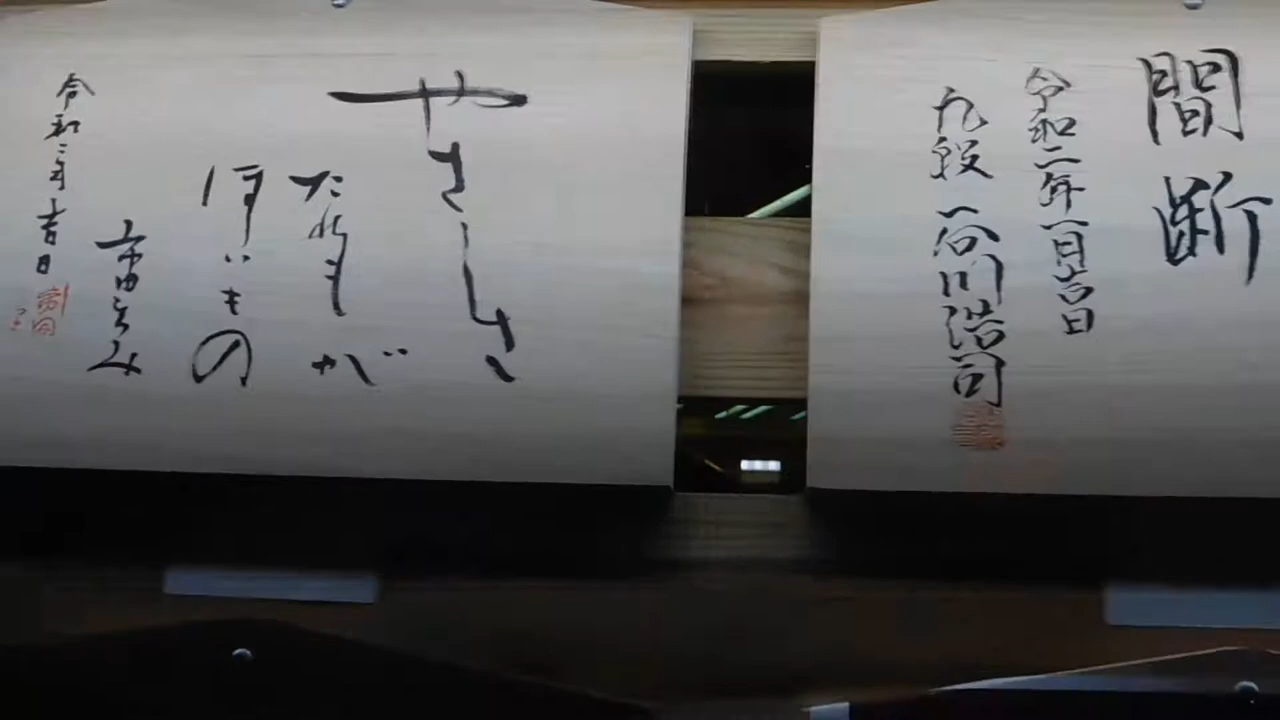 間断
令和二年一月吉日
九段 谷川浩司
やさしさ
だれもが
ほしいもの
令和二年吉日